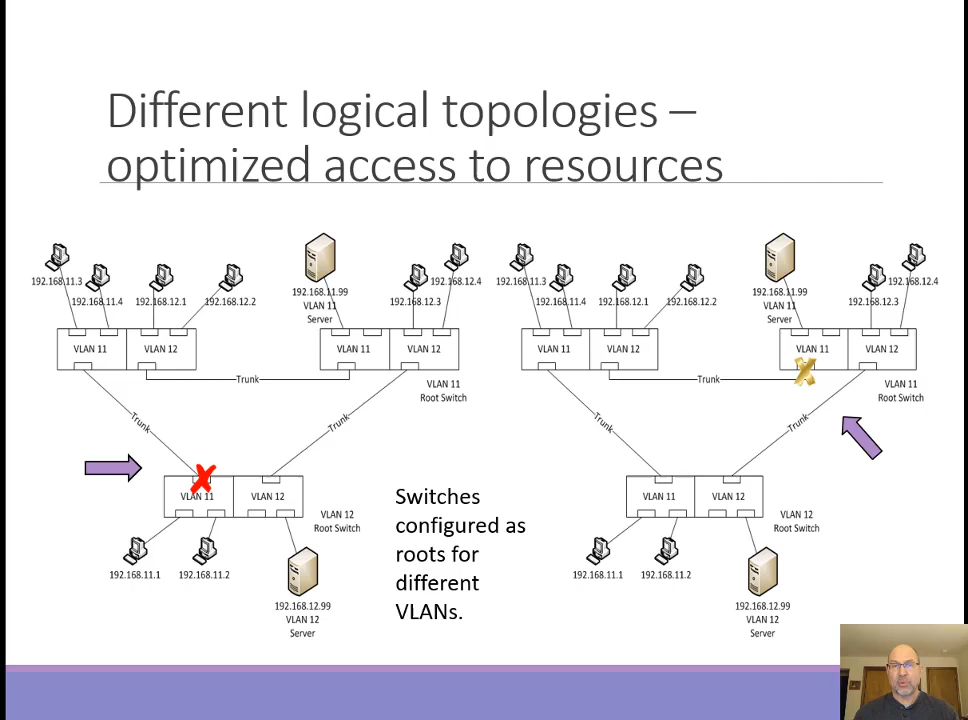 Different logical topologies –
optimized access to resources
192.168.11.3
192.168.11.4
192.168.12.1
192.168.12.2
192.168.11.99
VLAN 11
Server
192.168.12.3
192.168.12.4
VLAN 11
VLAN 12
VLAN 11
VLAN 12
Trunk
VLAN 11
Root Switch
Trunk
Trunk
VLAN 11
VLAN 12
VLAN 12
Root Switch
192.168.11.1
192.168.11.2
192.168.12.99
VLAN 12
Server
Switches
configured as
roots for
different
VLANs.
192.168.11.3
192.168.11.4
192.168.12.1
192.168.12.2
192.168.11.99
VLAN 11
Server
192.168.12.3
192.168.12.4
VLAN 11
VLAN 12
VLAN 11
VLAN 12
Trunk
VLAN 11
Root Switch
Trunk
Trunk
VLAN 11
VLAN 12
VLAN 12
Root Switch
192.168.11.1
192.168.11.2
192.168.12.99
VLAN 12
Server